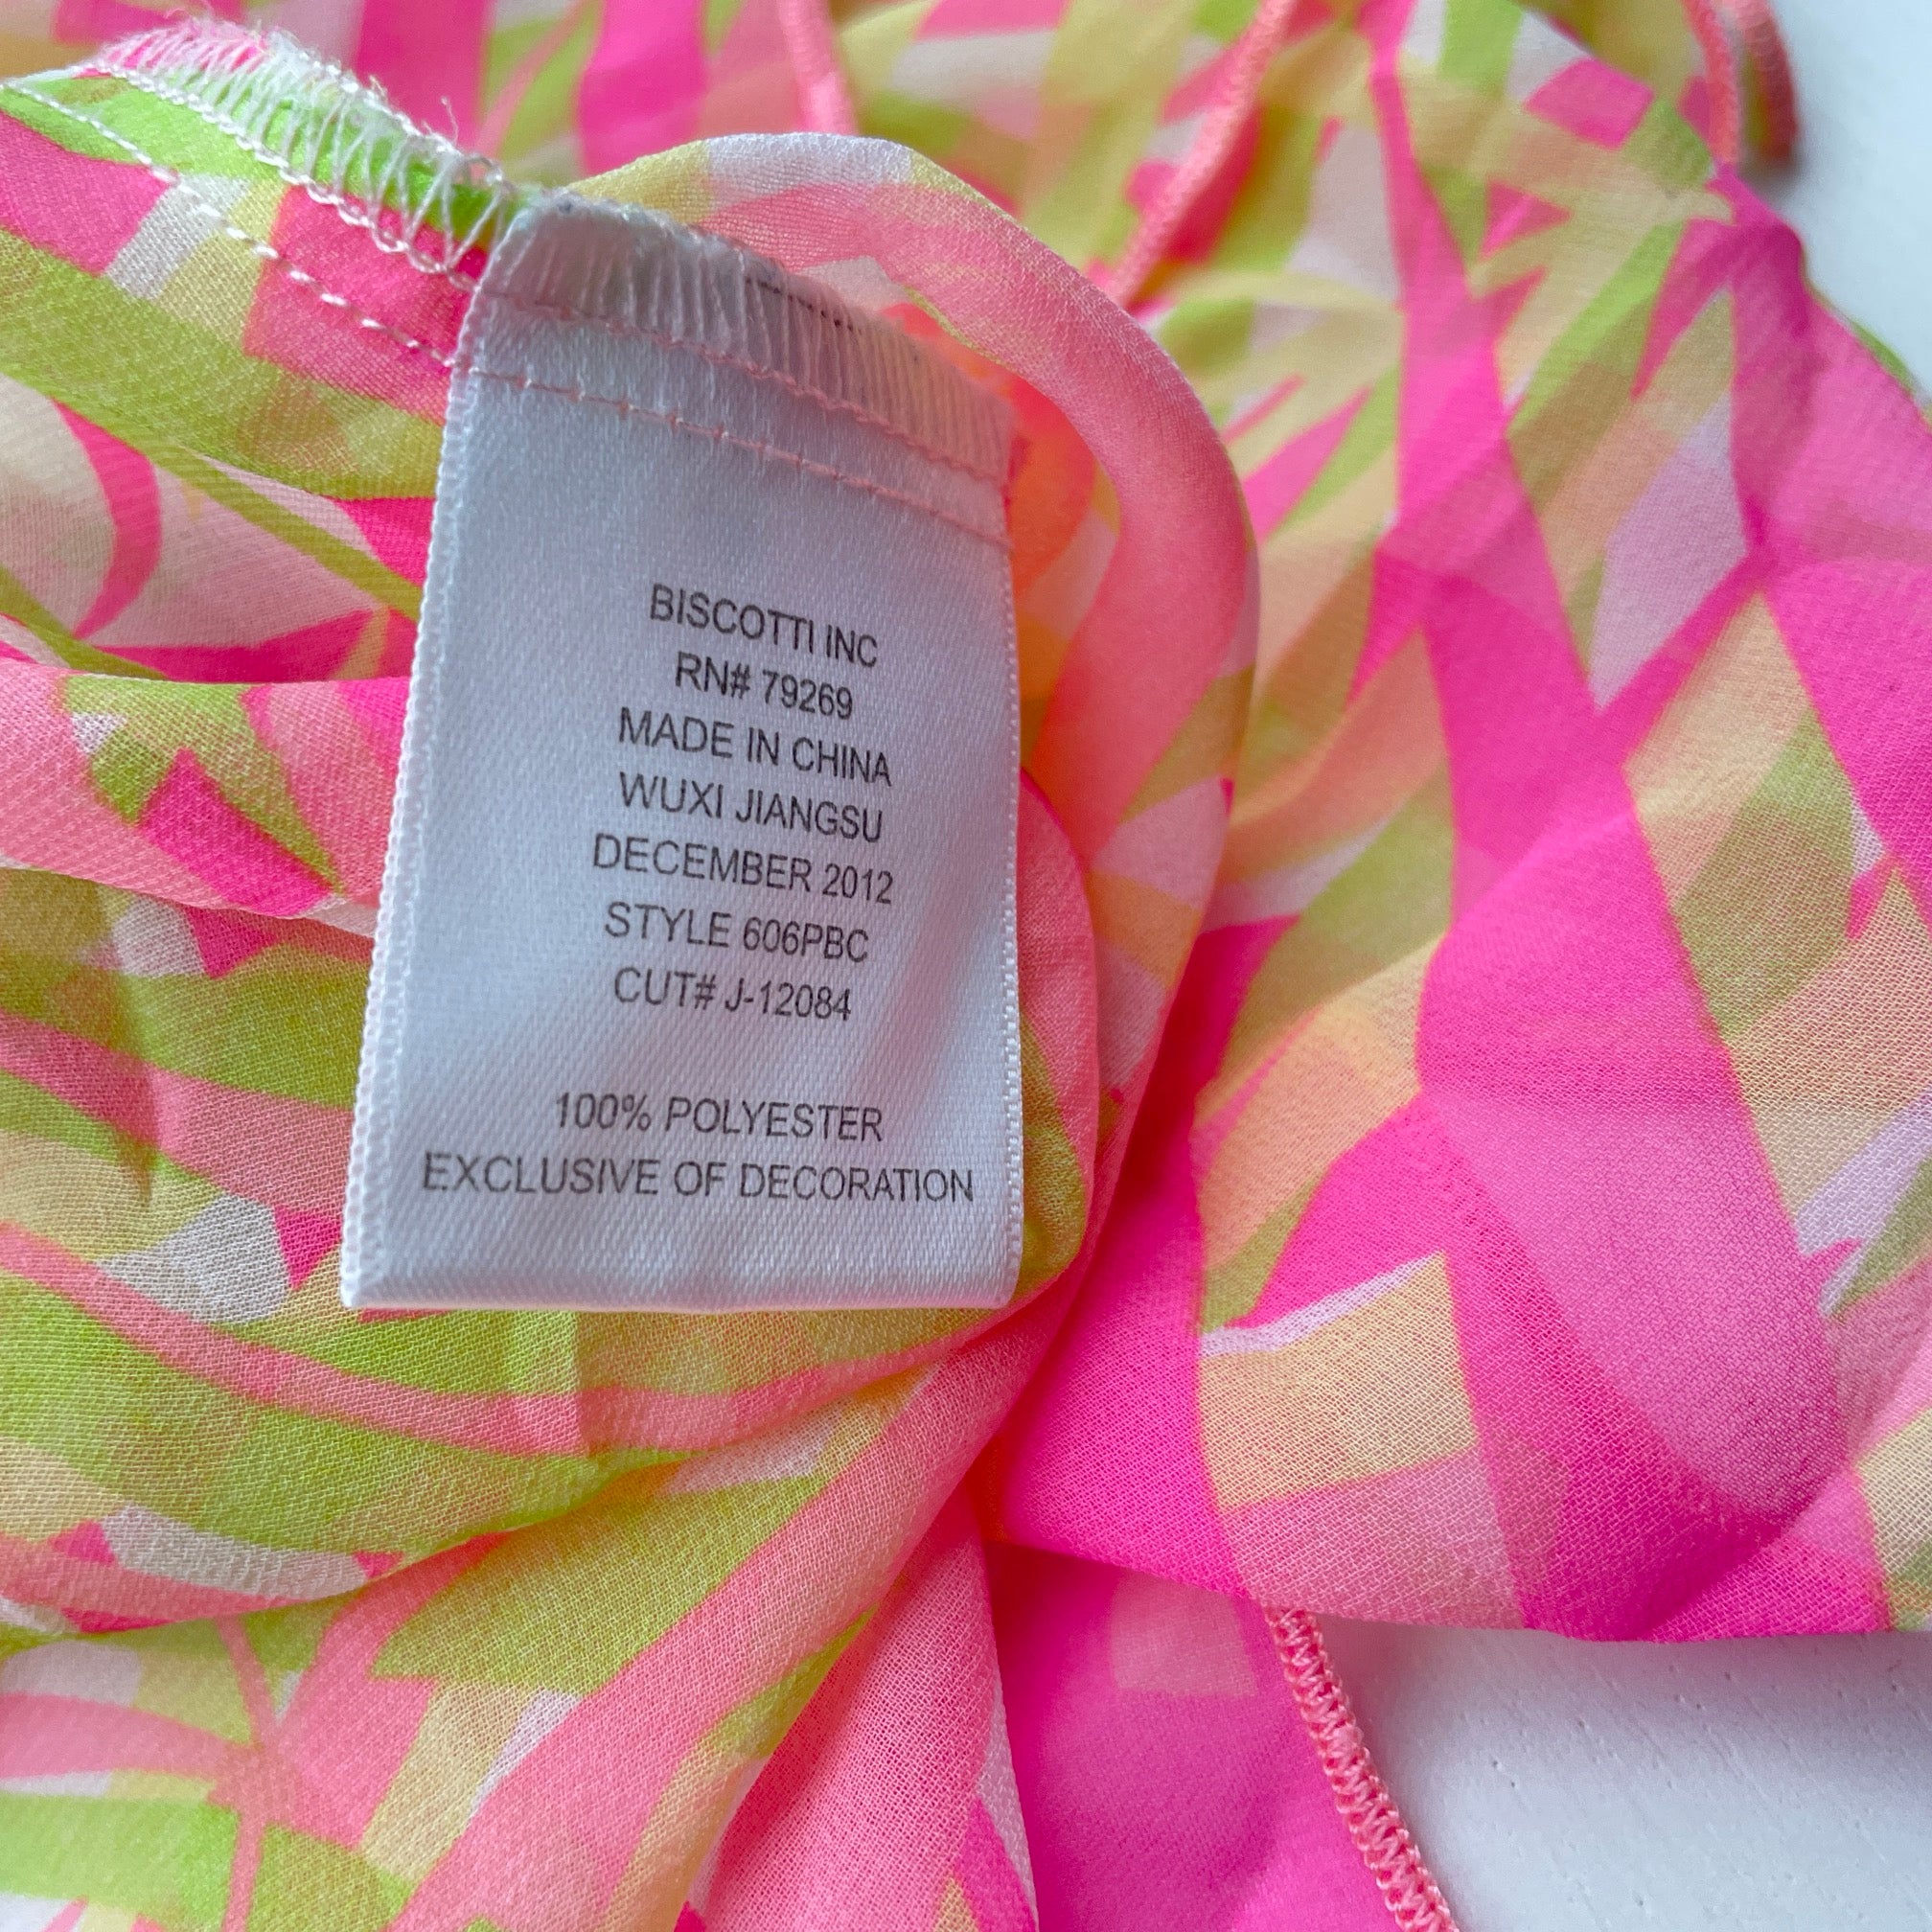 BISCOTTI INC
RN# 79269
MADE IN CHINA
WUXI JIANGSU
DECEMBER 2012
STYLE 606PBC
CUT# J-12084
100% POLYESTER
EXCLUSIVE OF DECORATION